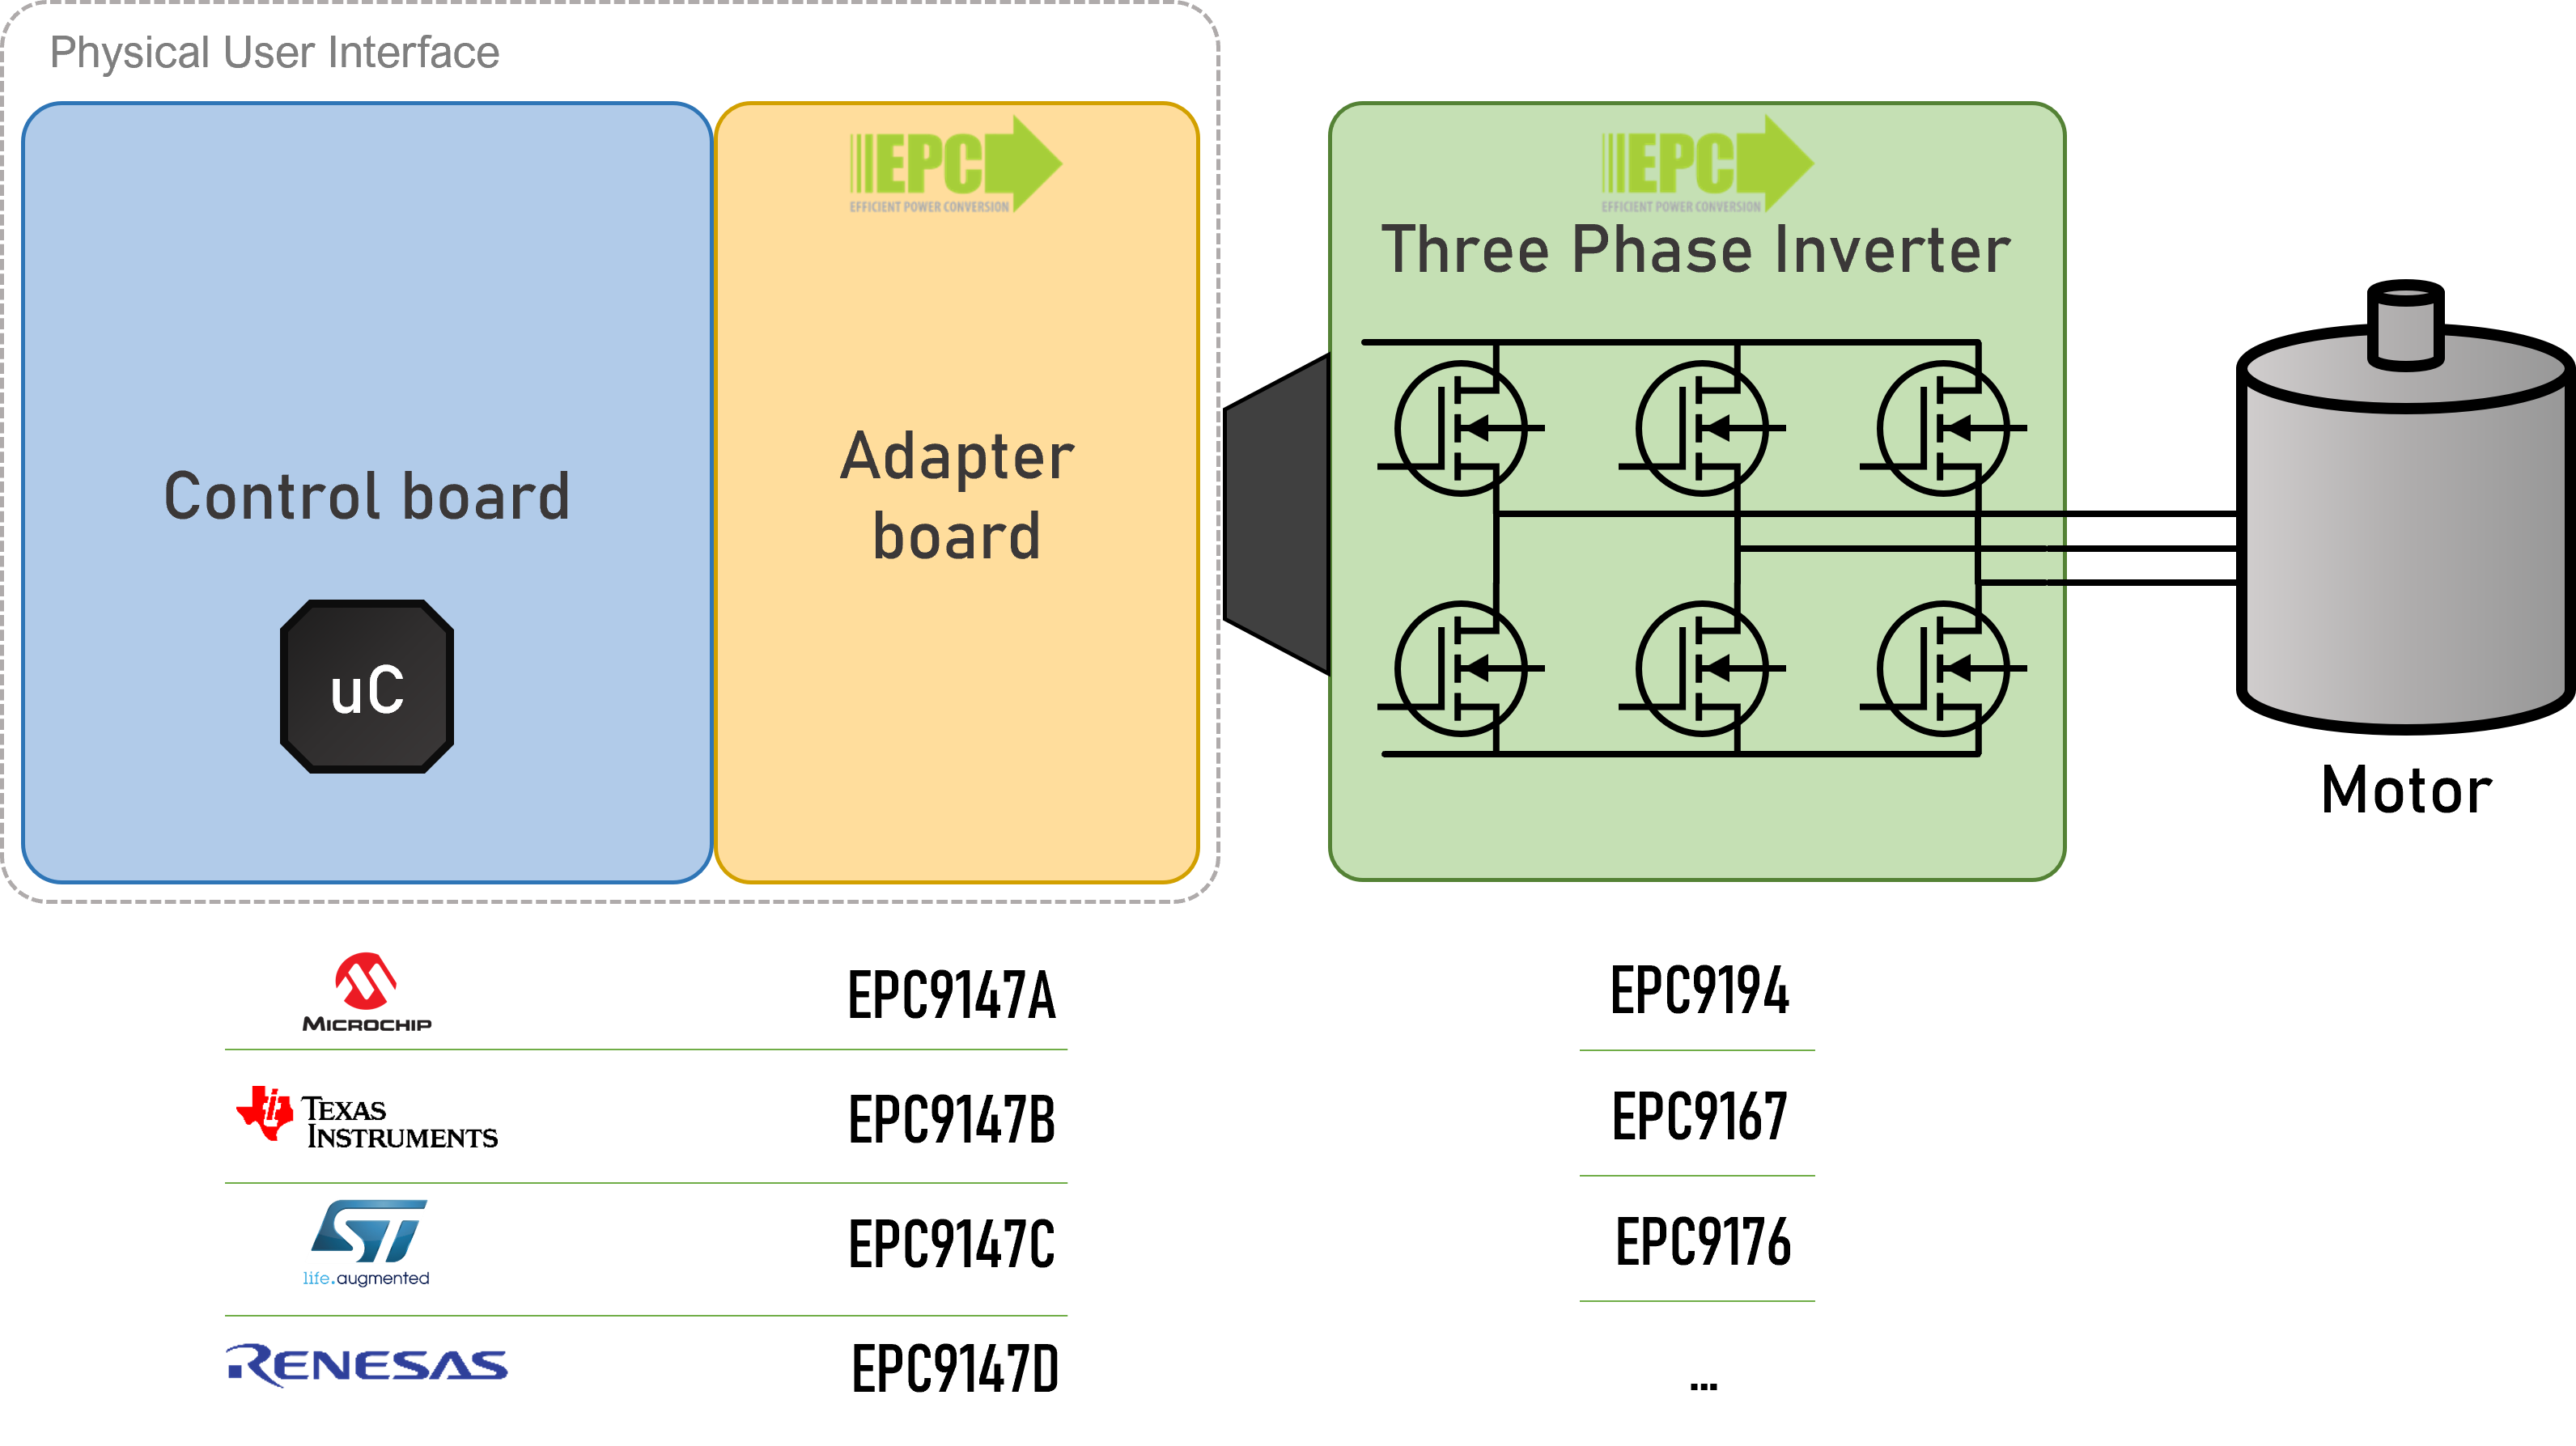 Physical User Interface
EPC
EFFICIENT POWER CONVERSION
EPC
EFFICIENT POWER CONVERSION
Three Phase Inverter
Control board
Adapter
board
uC
Motor
MICROCHIP
EPC9147A
EPC9194
TEXAS
INSTRUMENTS
EPC9147B
EPC9167
ST
life.augmented
EPC9147C
EPC9176
RENESAS
EPC9147D
...